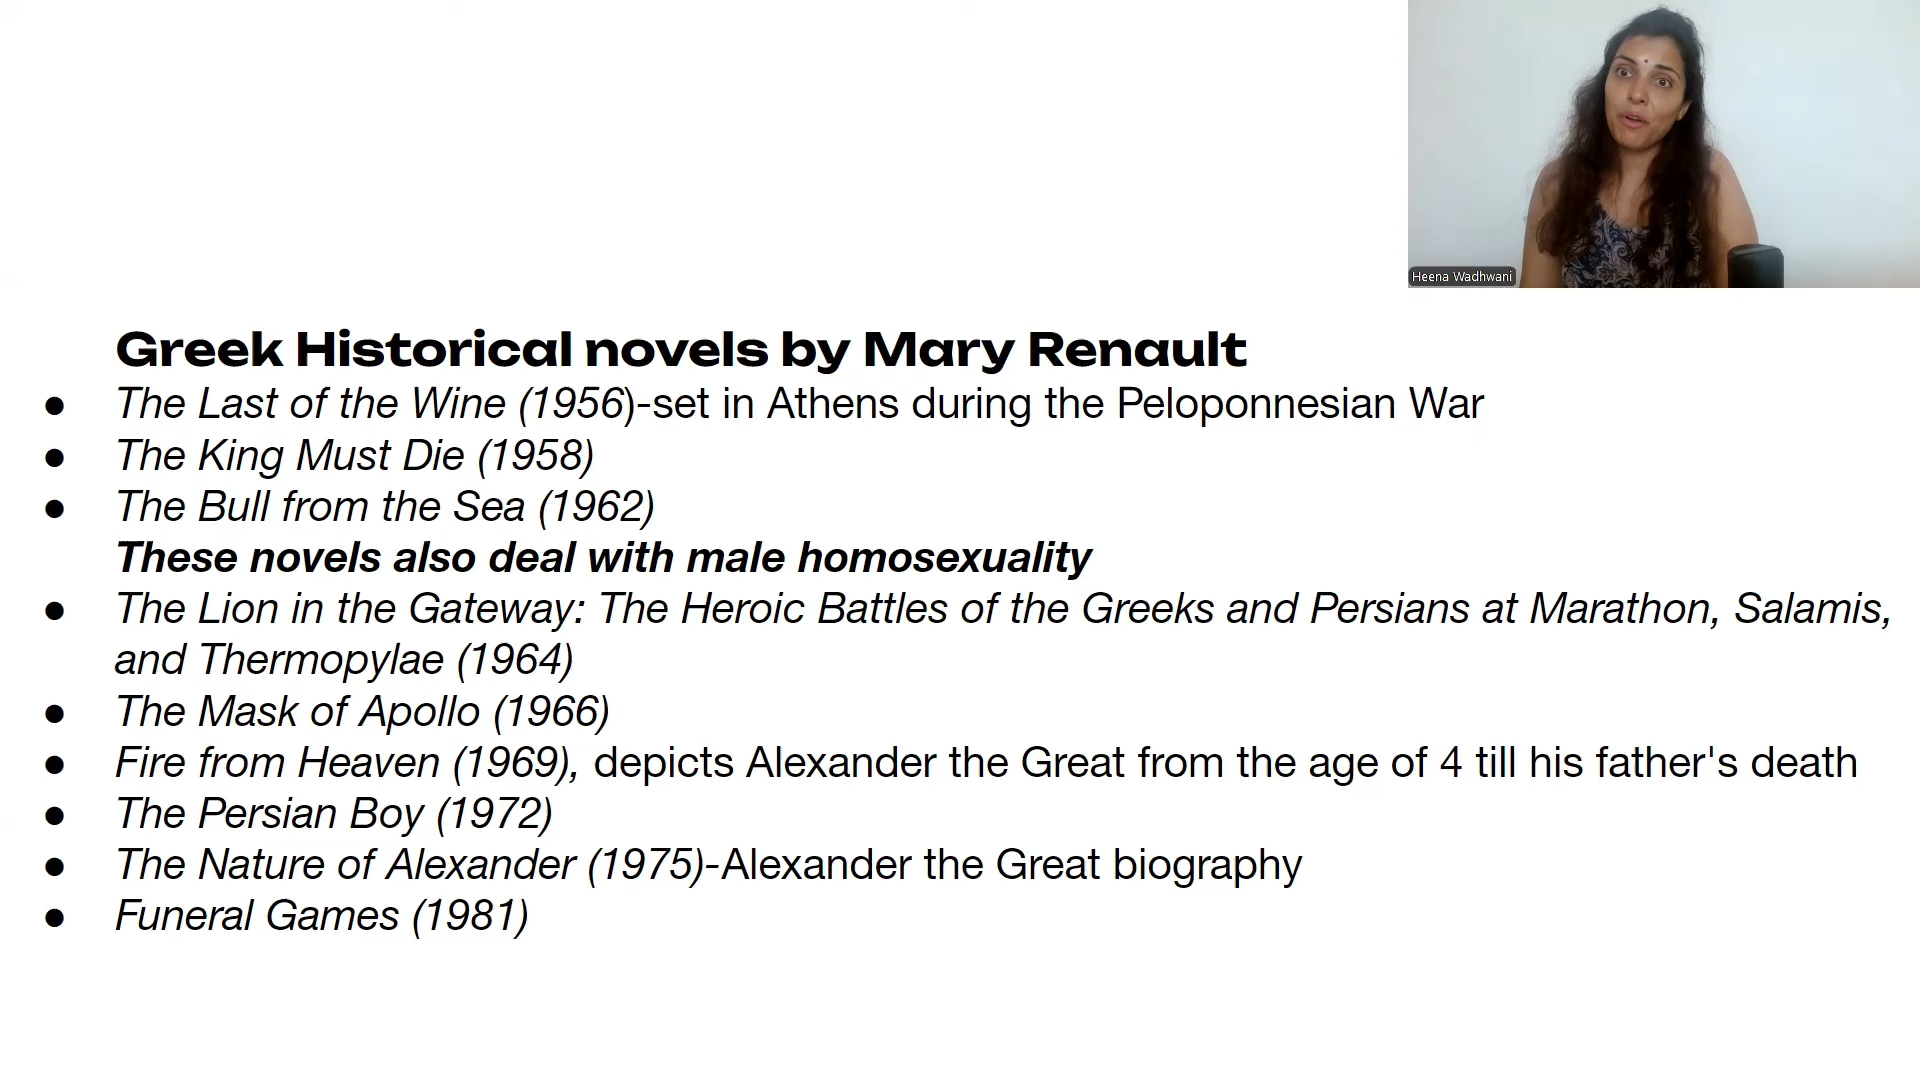 Heena Wadhwani
Greek Historical novels by Mary Renault
● The Last of the Wine (1956)-set in Athens during the Peloponnesian War
● The King Must Die (1958)
● The Bull from the Sea (1962)
These novels also deal with male homosexuality
● The Lion in the Gateway: The Heroic Battles of the Greeks and Persians at Marathon, Salamis,
and Thermopylae (1964)
● The Mask of Apollo (1966)
● Fire from Heaven (1969), depicts Alexander the Great from the age of 4 till his father's death
● The Persian Boy (1972)
● The Nature of Alexander (1975)-Alexander the Great biography
● Funeral Games (1981)